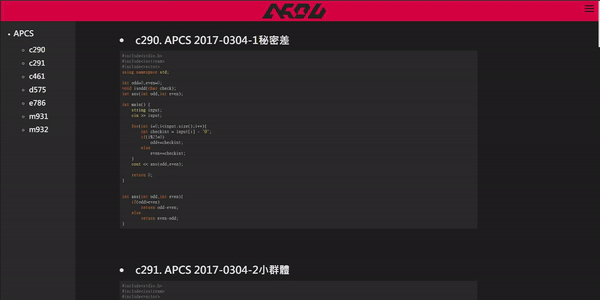 APCS
c290
c291
c461
d575
e786
m931
m932
c290. APCS 2017-0304-1秘密差
#include<stdio.h>
#include<iostream>
#include<vector>
using namespace std;
int odd=0,even=0;
void isodd(char check);
int ans(int odd,int even);
int main() {
string input;
cin >> input;
for(int i=0;i<input.size();i++){
int checkint = input[i] - '0';
if(i%2==0)
odd+=checkint;
else
even+=checkint;
}
cout << ans(odd,even);
return 0;
}
int ans(int odd,int even){
if(odd>even)
return odd-even;
else
return even-odd;
}
c291. APCS 2017-0304-2小群體
#include<stdio.h>
#include<iostream>
#include<vector>